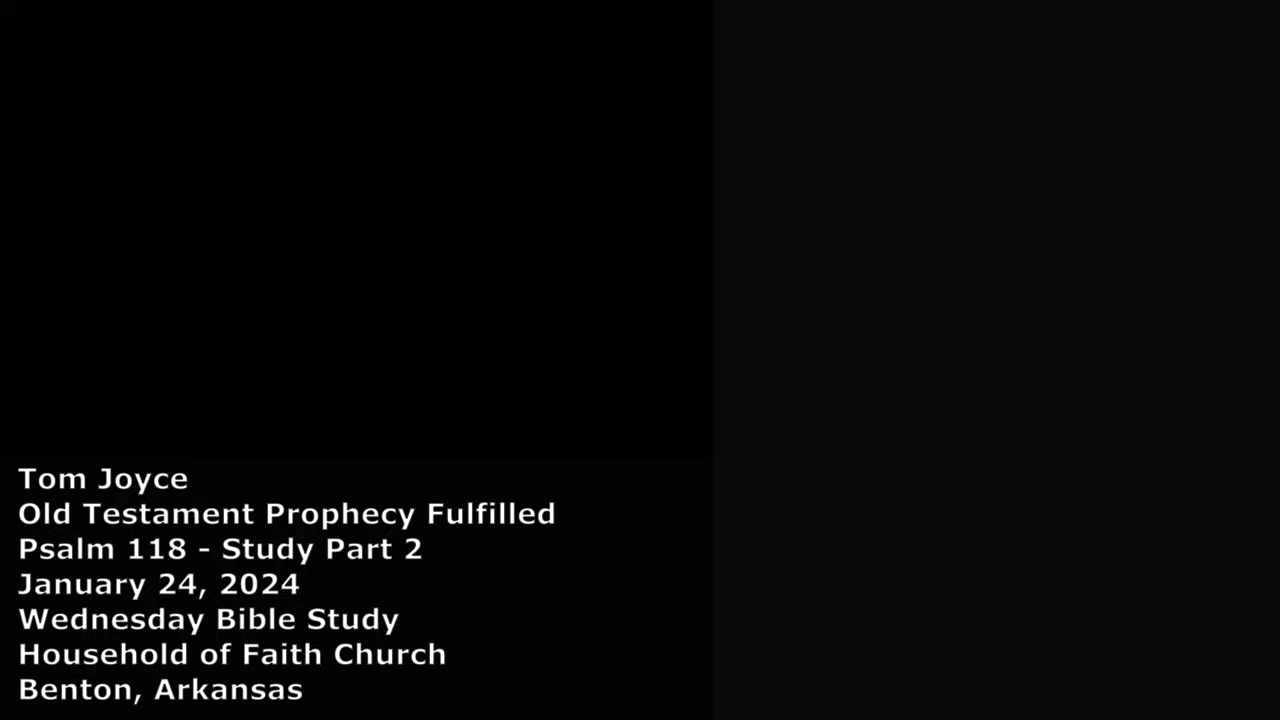 Tom Joyce
Old Testament Prophecy Fulfilled
Psalm 118 - Study Part 2
January 24, 2024
Wednesday Bible Study
Household of Faith Church
Benton, Arkansas